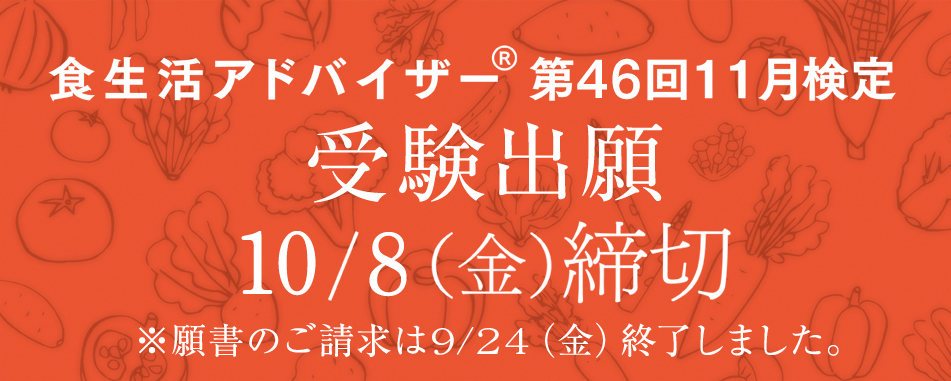 食生活アドバイザー® 第46回11月検定
受験出願
10/8（金）締切
※願書のご請求は9/24（金）終了しました。